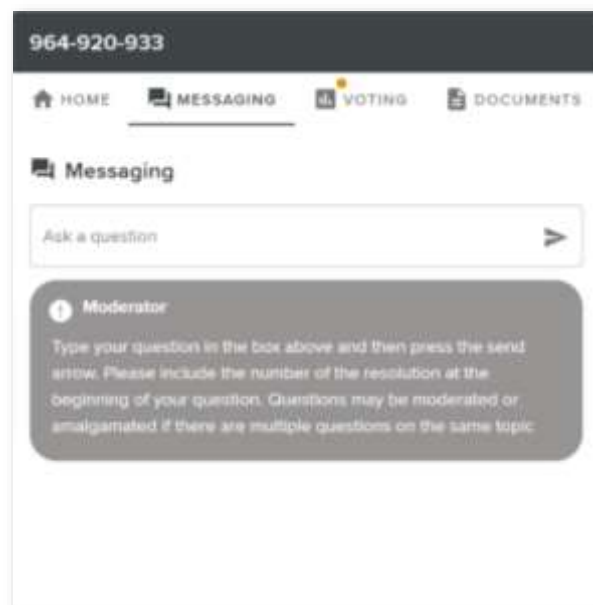 964-920-933
HOME MESSAGING VOTING DOCUMENTS
Messaging
Ask a question
Moderator
Type your question in the box above and then press the send
arrow. Please include the number of the resolution at the
beginning of your question. Questions may be moderated or
amalgamated if there are multiple questions on the same topic